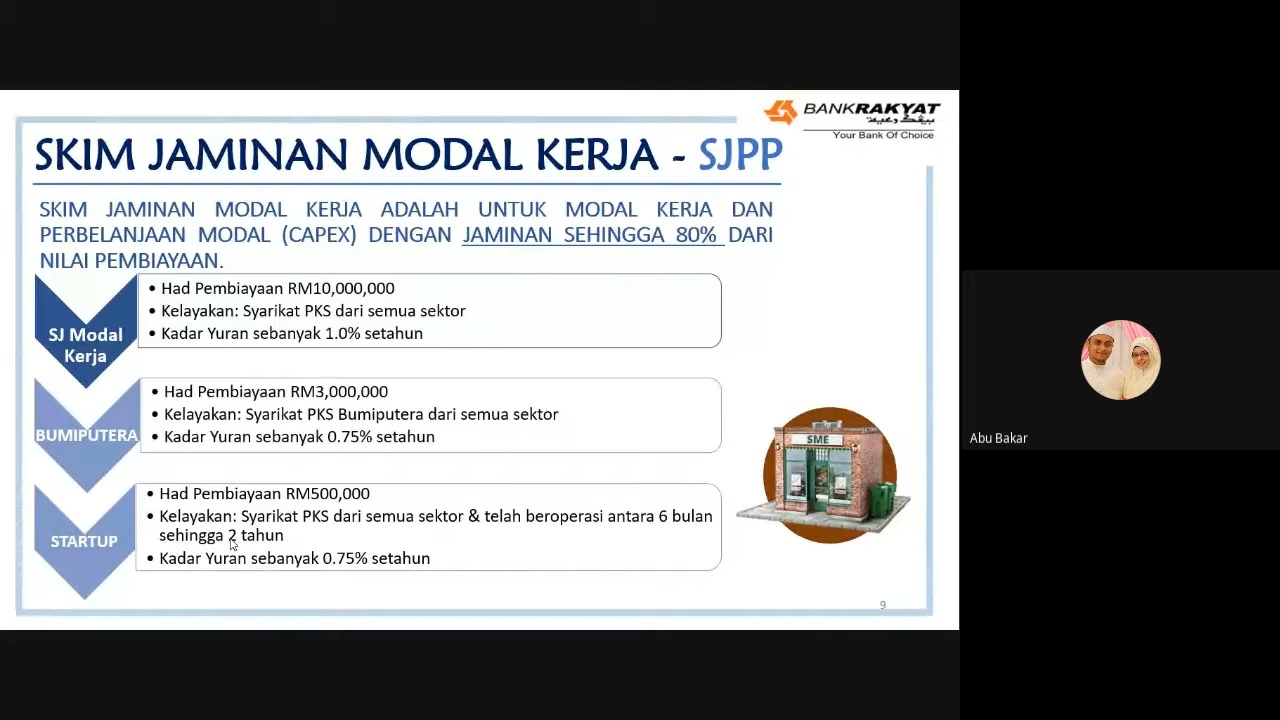 BANKRAKYAT
بيڤك رعية
Your Bank Of Choice
SKIM JAMINAN MODAL KERJA - SJPP
SKIM JAMINAN MODAL KERJA ADALAH UNTUK MODAL KERJA DAN
PERBELANJAAN MODAL (CAPEX) DENGAN JAMINAN SEHINGGA 80% DARI
NILAI PEMBIAYAAN.
SJ Modal
Kerja
• Had Pembiayaan RM10,000,000
• Kelayakan: Syarikat PKS dari semua sektor
• Kadar Yuran sebanyak 1.0% setahun
BUMIPUTERA
• Had Pembiayaan RM3,000,000
• Kelayakan: Syarikat PKS Bumiputera dari semua sektor
• Kadar Yuran sebanyak 0.75% setahun
STARTUP
• Had Pembiayaan RM500,000
• Kelayakan: Syarikat PKS dari semua sektor & telah beroperasi antara 6 bulan
sehingga 2 tahun
• Kadar Yuran sebanyak 0.75% setahun
SME
9
Abu Bakar